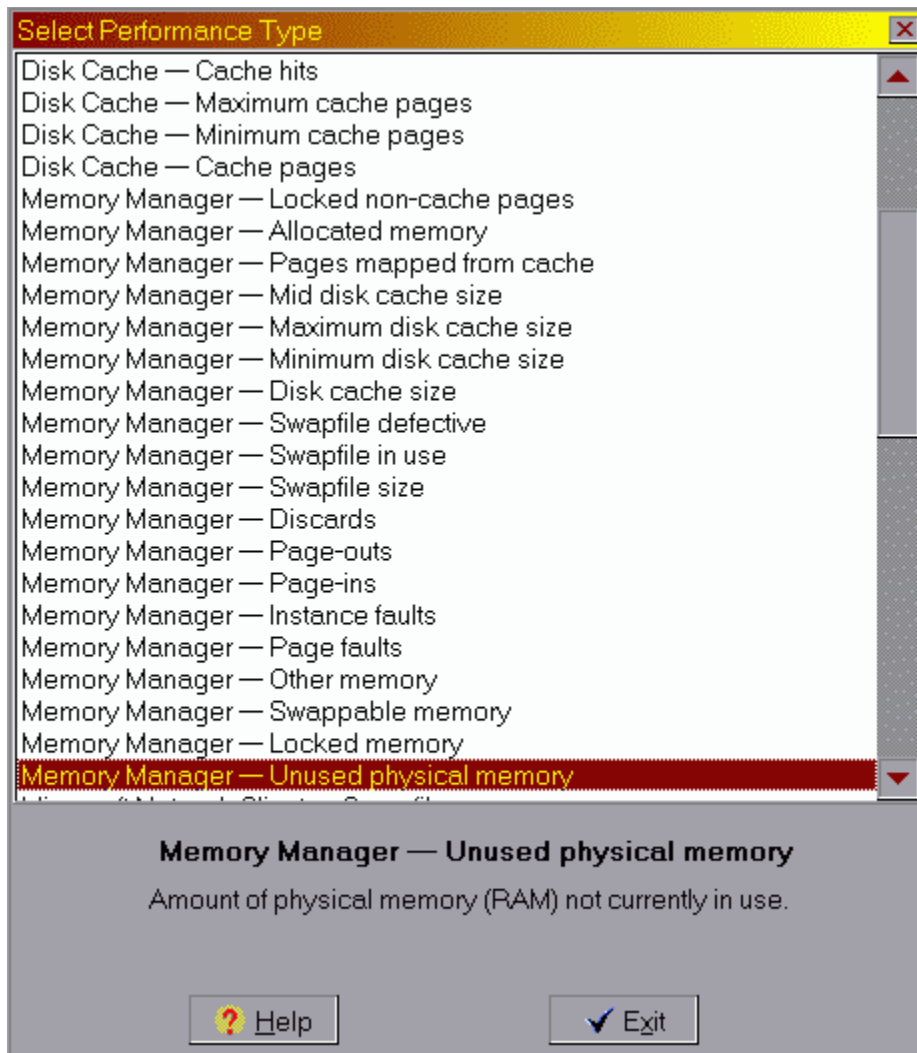 Select Performance Type
Disk Cache — Cache hits
Disk Cache — Maximum cache pages
Disk Cache — Minimum cache pages
Disk Cache — Cache pages
Memory Manager — Locked non-cache pages
Memory Manager — Allocated memory
Memory Manager — Pages mapped from cache
Memory Manager — Mid disk cache size
Memory Manager — Maximum disk cache size
Memory Manager — Minimum disk cache size
Memory Manager — Disk cache size
Memory Manager — Swapfile defective
Memory Manager — Swapfile in use
Memory Manager — Swapfile size
Memory Manager — Discards
Memory Manager — Page-outs
Memory Manager — Page-ins
Memory Manager — Instance faults
Memory Manager — Page faults
Memory Manager — Other memory
Memory Manager — Swappable memory
Memory Manager — Locked memory
Memory Manager — Unused physical memory
Memory Manager — Unused physical memory
Amount of physical memory (RAM) not currently in use.
Help
Exit